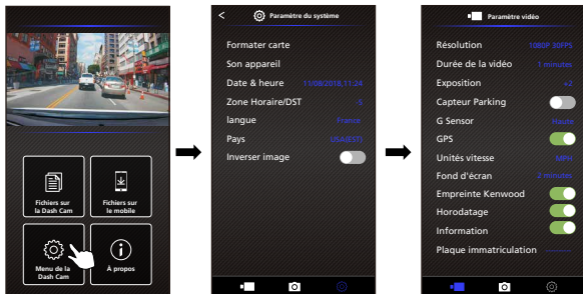 Fichiers sur
la Dash Cam
Fichiers sur
le mobile
Menu de la
Dash Cam
À propos
< Paramètre du système
Formater carte
Son appareil
Date & heure 11/08/2018 11:24
Zone Horaire/DST -5
langue France
Pays USA(EST)
Inverser image
Paramètre vidéo
Résolution 1080P 30FPS
Durée de la vidéo 1 minutes
Exposition +2
Capteur Parking
G Sensor Haute
GPS
Unités vitesse MPH
Fond d'écran 2 minutes
Empreinte Kenwood
Horodatage
Information
Plaque immatriculation